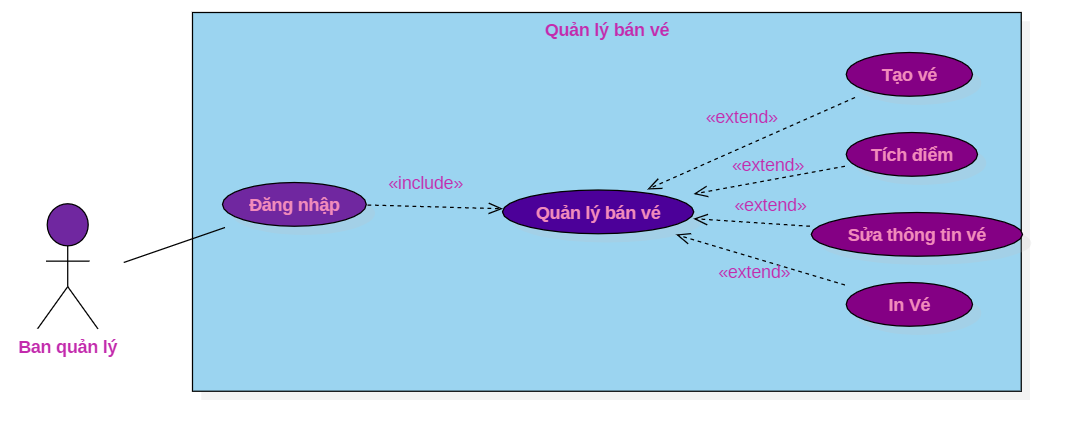 Quản lý bán vé
Tạo vé
«extend»
Tích điểm
«extend»
«include»
Đăng nhập
«extend»
Quản lý bán vé
Sửa thông tin vé
«extend»
In Vé
Ban quản lý